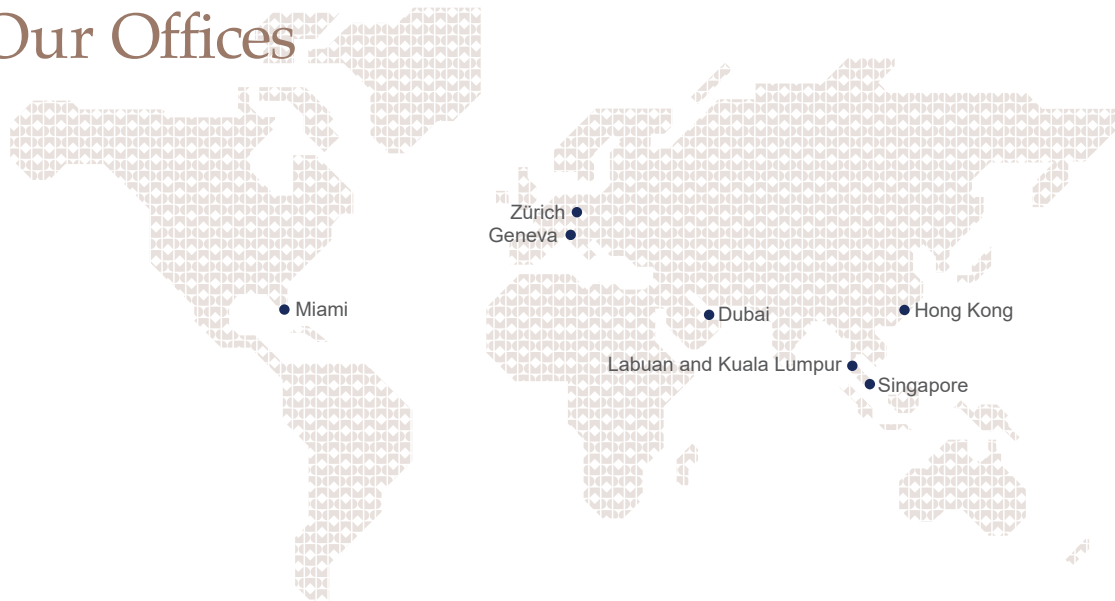 Our Offices
Zürich
Geneva
Miami
Dubai
Hong Kong
Labuan and Kuala Lumpur
Singapore